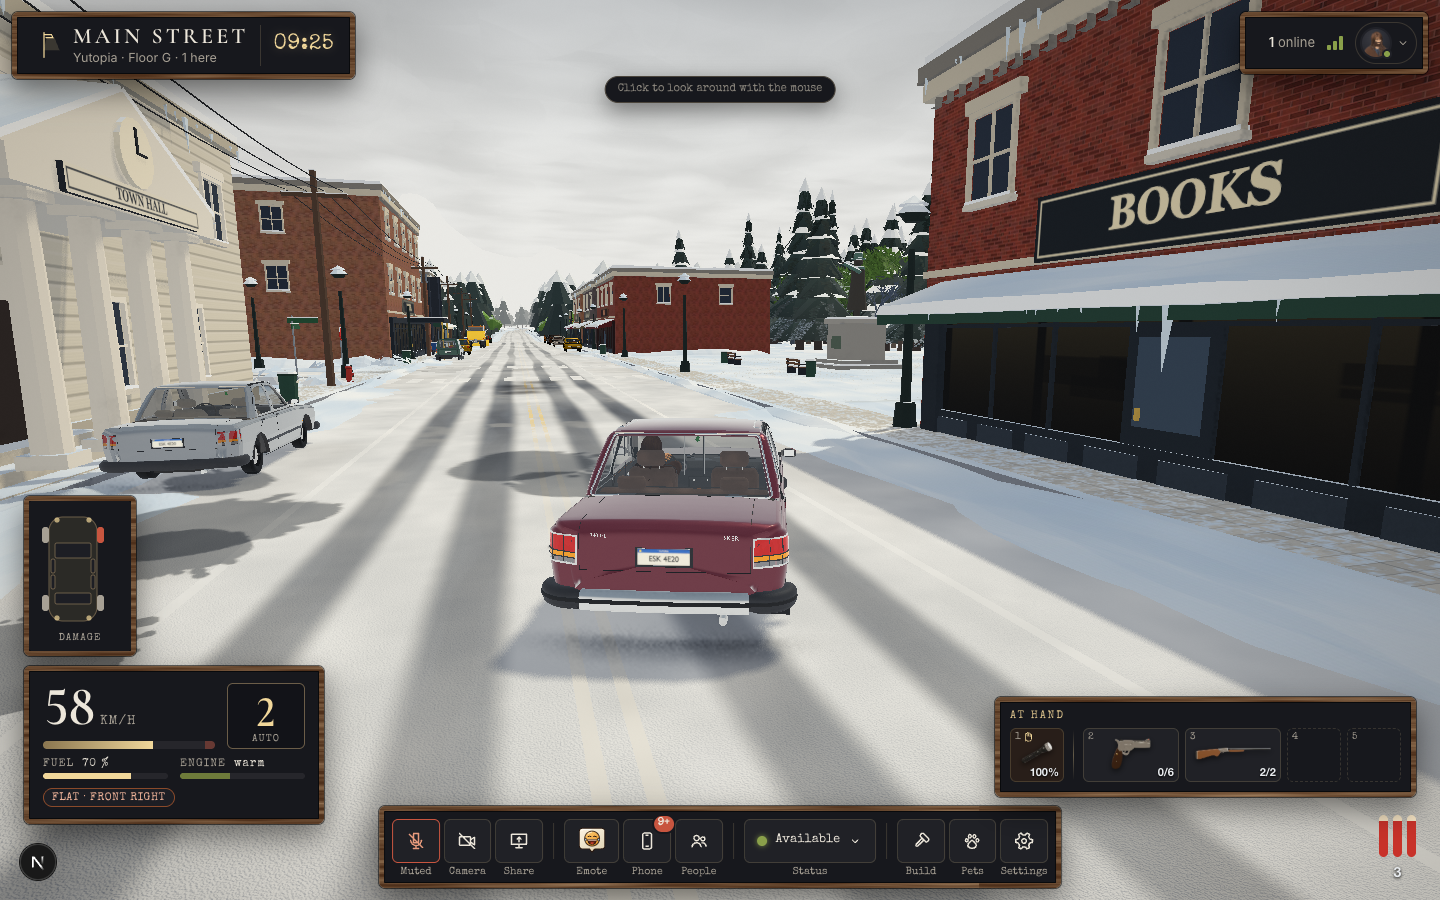 MAIN STREET
Yutopia · Floor G · 1 here
09:25
Click to look around with the mouse
1 online
TOWN HALL
BOOKS
ESK 4E20
DAMAGE
58 KM/H
2
AUTO
FUEL 70 %
ENGINE warm
FLAT · FRONT RIGHT
AT HAND
1
100%
2
0/6
3
2/2
4
5
9+
Available
Muted
Camera
Share
Emote
Phone
People
Status
Build
Pets
Settings
N
3